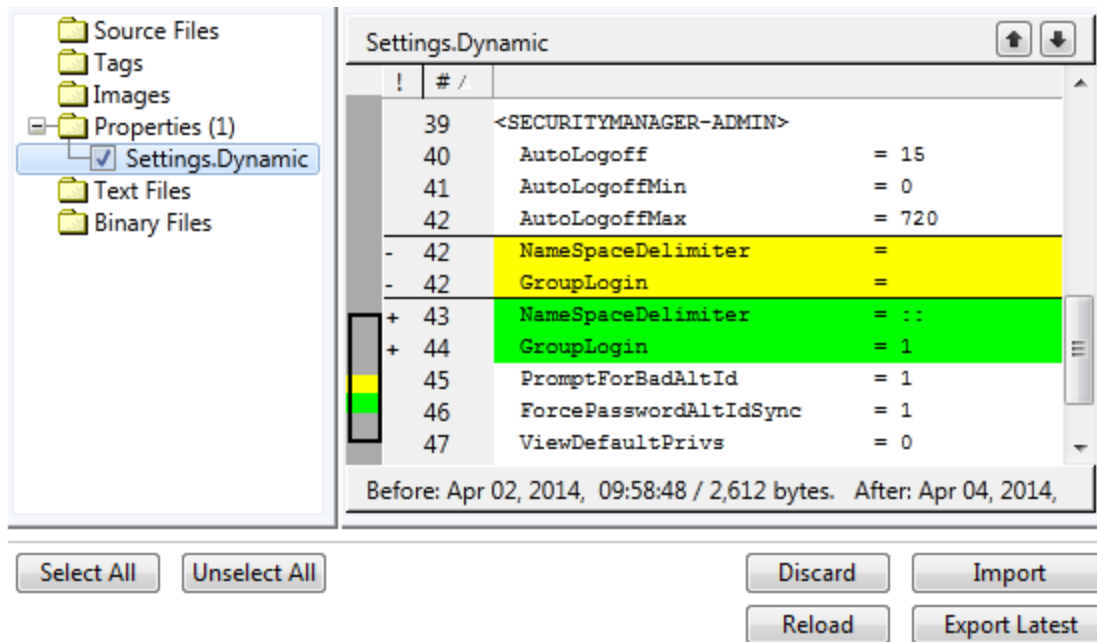 Source Files
Tags
Images
Properties (1)
Settings.Dynamic
Text Files
Binary Files
Settings.Dynamic
! #
39 <SECURITYMANAGER-ADMIN>
40 AutoLogoff = 15
41 AutoLogoffMin = 0
42 AutoLogoffMax = 720
- 42 NameSpaceDelimiter =
- 42 GroupLogin =
+ 43 NameSpaceDelimiter = ::
+ 44 GroupLogin = 1
45 PromptForBadAltId = 1
46 ForcePasswordAltIdSync = 1
47 ViewDefaultPrivs = 0
Before: Apr 02, 2014, 09:58:48 / 2,612 bytes. After: Apr 04, 2014,
Select All Unselect All Discard Import
Reload Export Latest